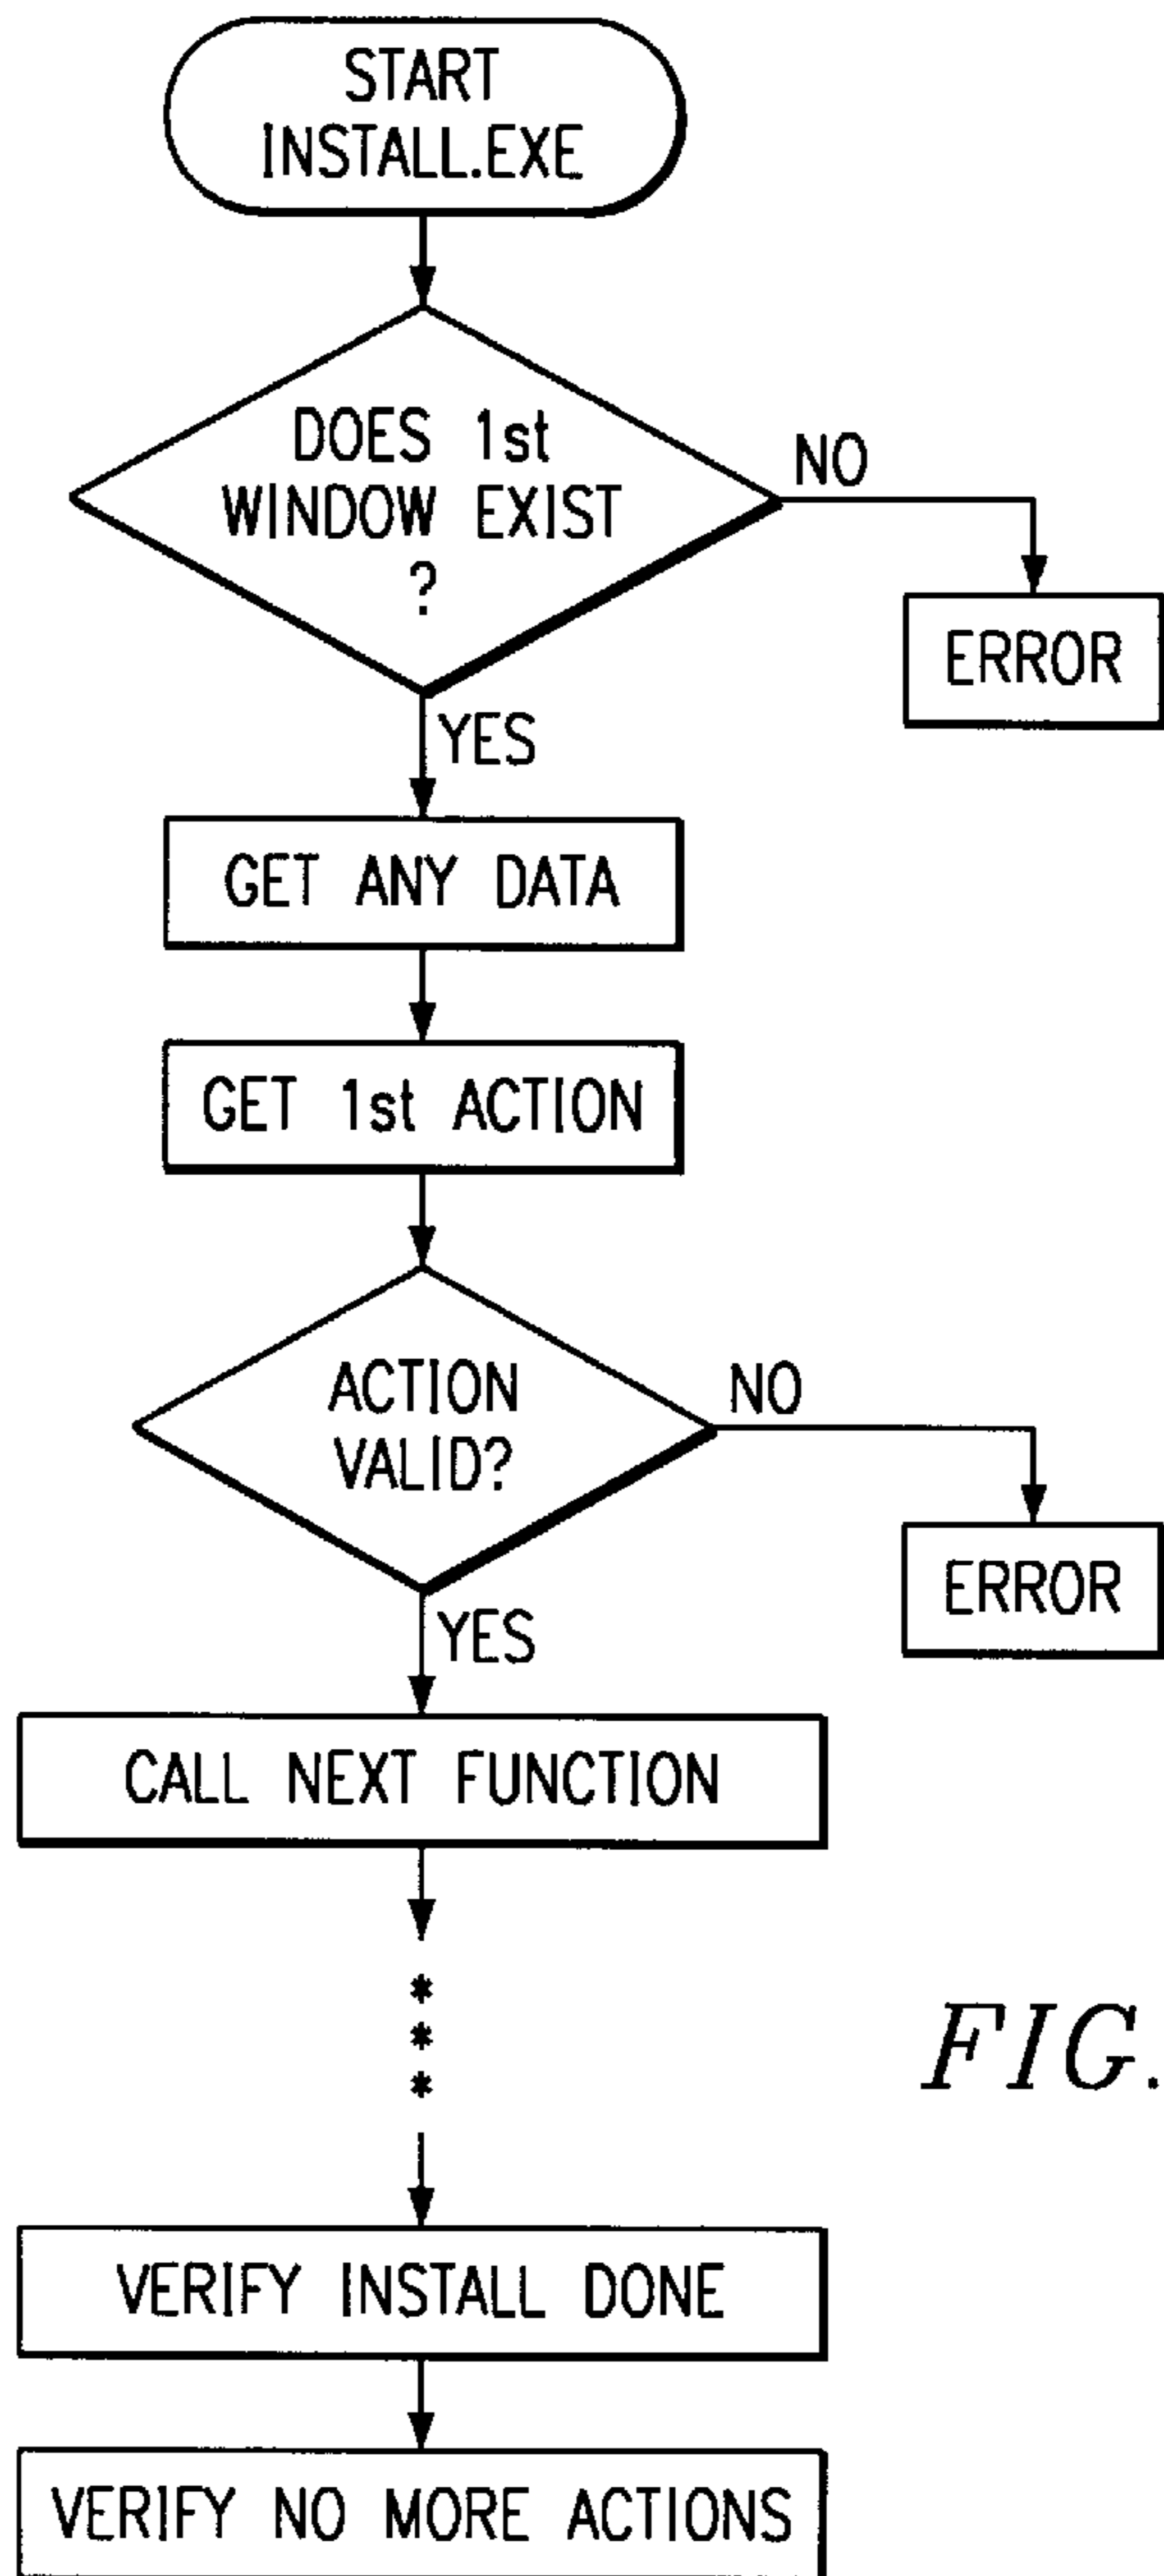 START
INSTALL.EXE
DOES 1st
WINDOW EXIST
?
NO
ERROR
YES
GET ANY DATA
GET 1st ACTION
ACTION
VALID?
NO
ERROR
YES
CALL NEXT FUNCTION
*
*
*
FIG.
VERIFY INSTALL DONE
VERIFY NO MORE ACTIONS